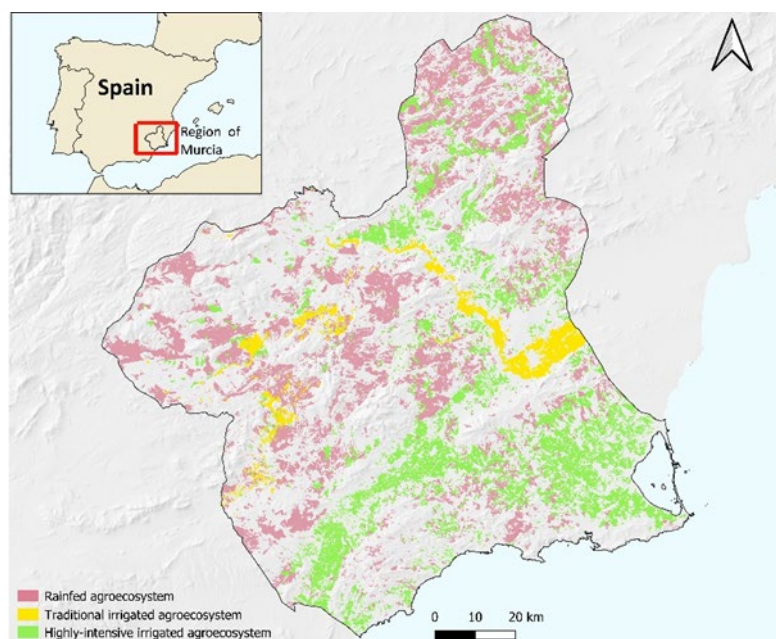 Spain
Region of
Murcia
Rainfed agroecosystem
Traditional irrigated agroecosystem
Highly-intensive irrigated agroecosystem
0 10 20 km